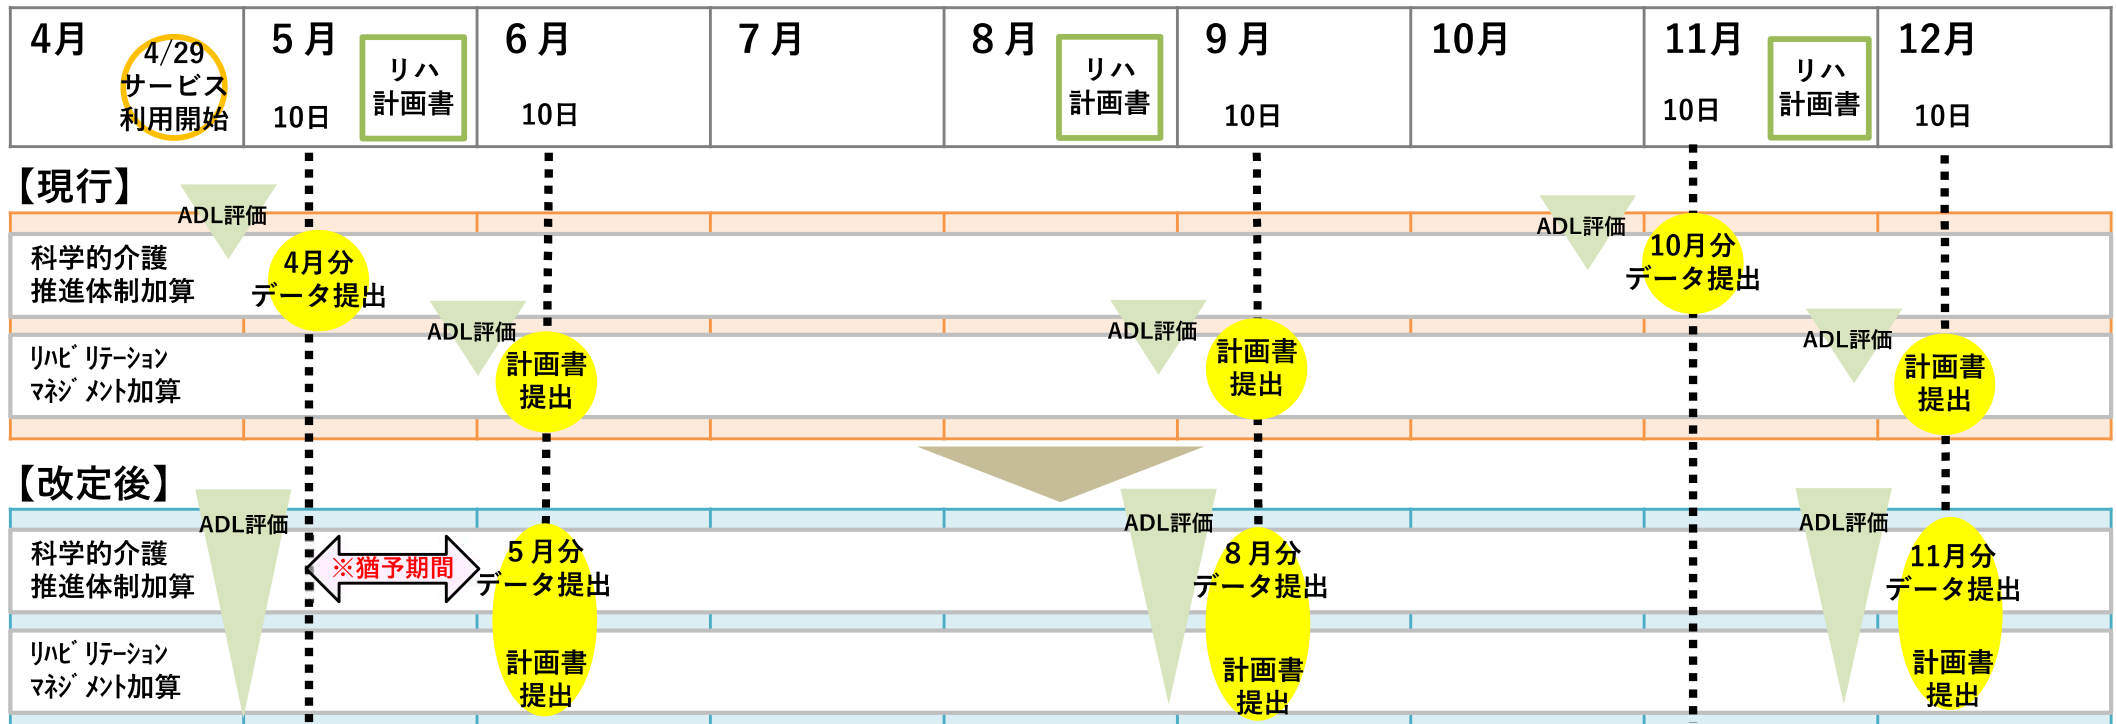 4月
4/29
サービス
利用開始
5月
10日
リハ
計画書
6月
10日
7月
8月
リハ
計画書
9月
10日
10月
11月
10日
リハ
計画書
12月
10日
【現行】
ADL評価
ADL評価
科学的介護
推進体制加算
4月分
データ提出
10月分
データ提出
リハビリテーション
マネジメント加算
ADL評価
計画書
提出
ADL評価
計画書
提出
ADL評価
計画書
提出
【改定後】
ADL評価
ADL評価
ADL評価
科学的介護
推進体制加算
※猶予期間
5月分
データ提出
8月分
データ提出
11月分
データ提出
リハビリテーション
マネジメント加算
計画書
提出
計画書
提出
計画書
提出